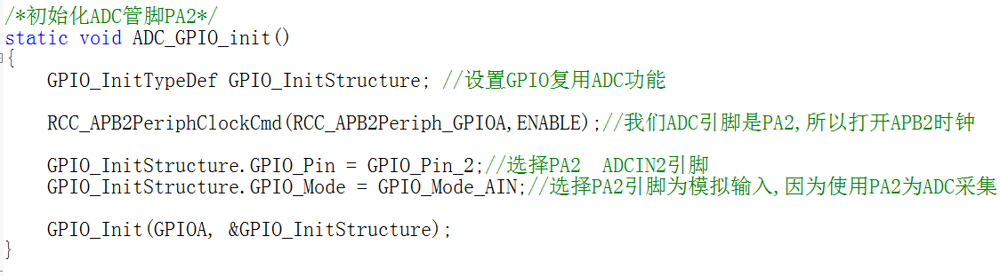 /*初始化ADC管脚PA2*/
static void ADC_GPIO_init()
{
GPIO_InitTypeDef GPIO_InitStructure; //设置GPIO复用ADC功能
RCC_APB2PeriphClockCmd(RCC_APB2Periph_GPIOA,ENABLE);//我们ADC引脚是PA2,所以打开APB2时钟
GPIO_InitStructure.GPIO_Pin = GPIO_Pin_2;//选择PA2  ADCIN2引脚
GPIO_InitStructure.GPIO_Mode = GPIO_Mode_AIN;//选择PA2引脚为模拟输入,因为使用PA2为ADC采集
GPIO_Init(GPIOA, &GPIO_InitStructure);
}